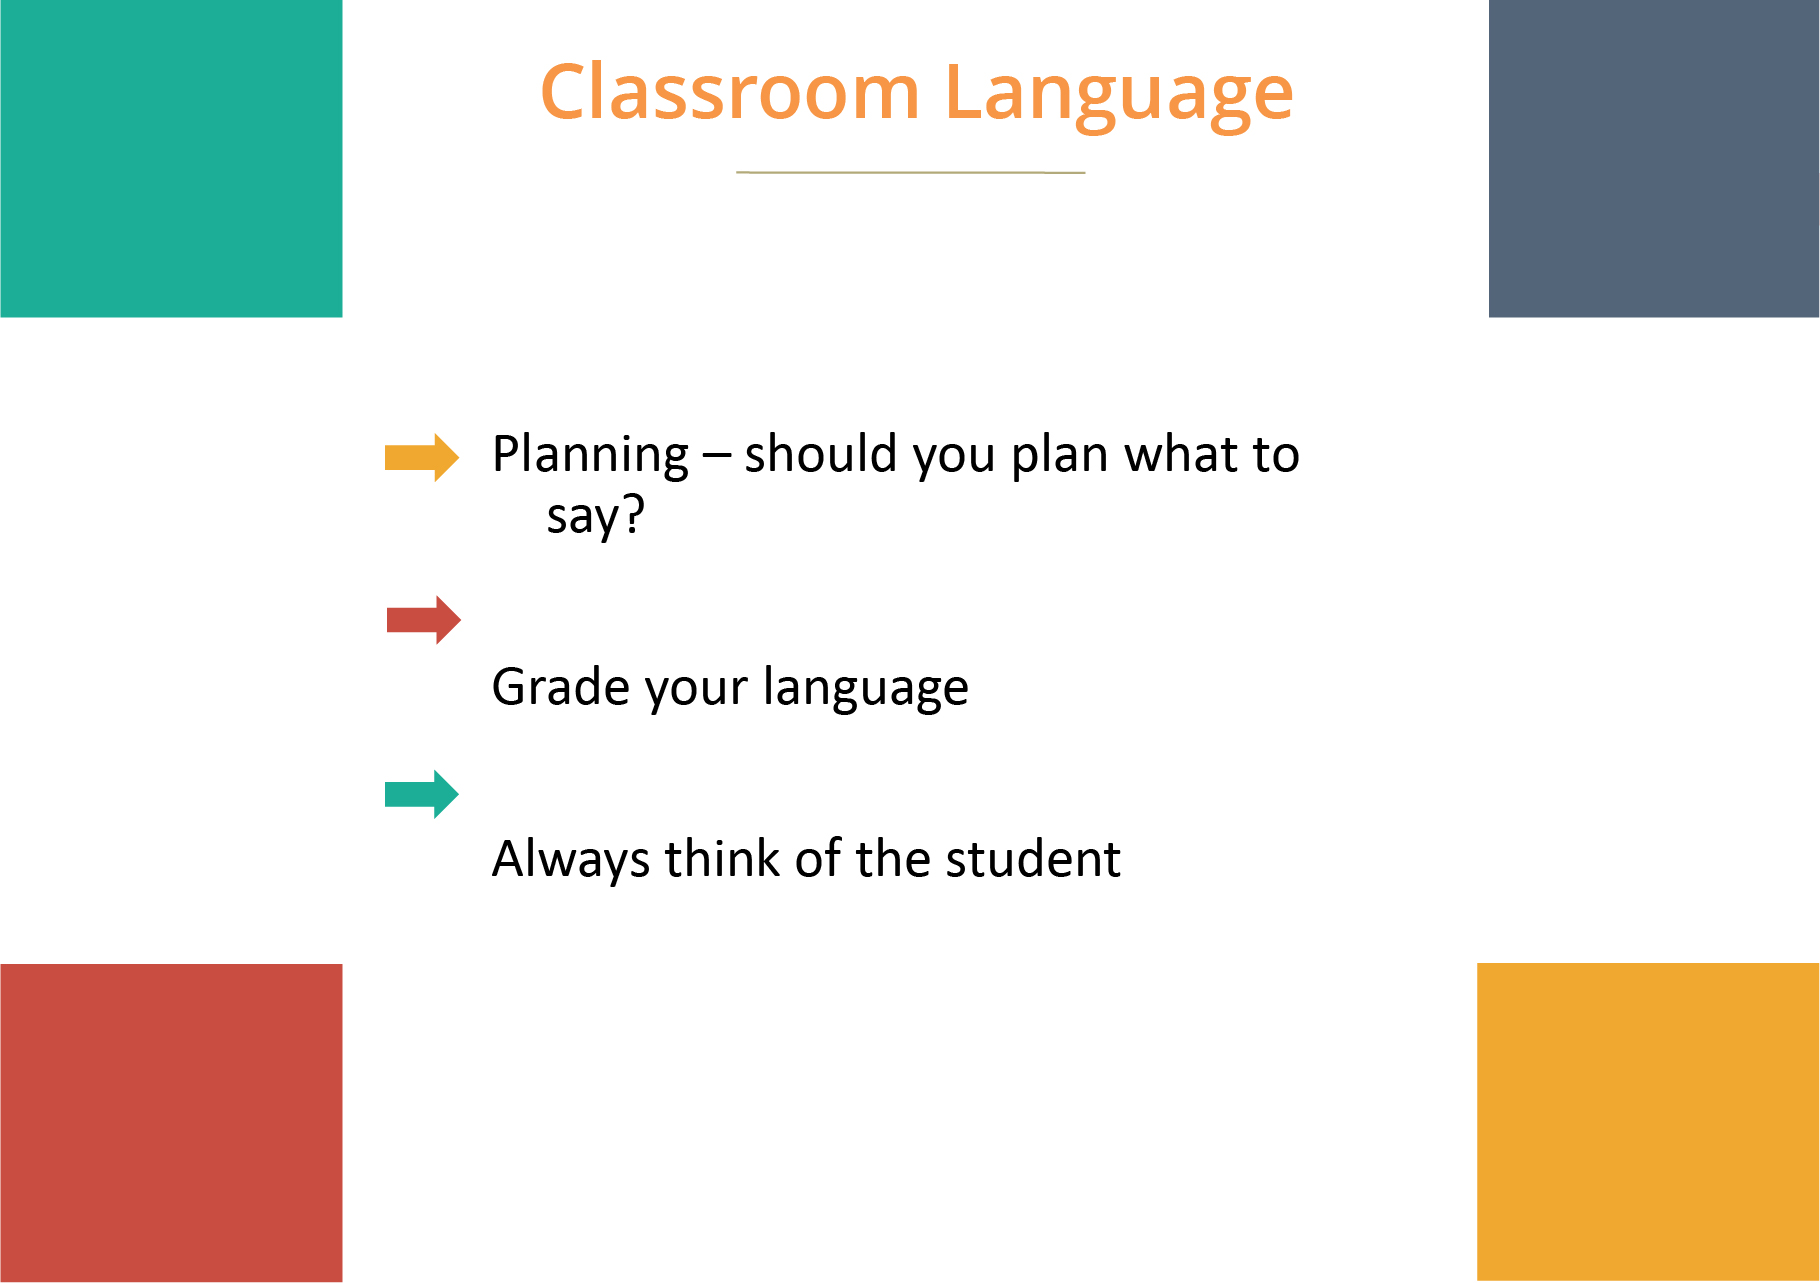 Classroom Language
Planning – should you plan what to
say?
Grade your language
Always think of the student